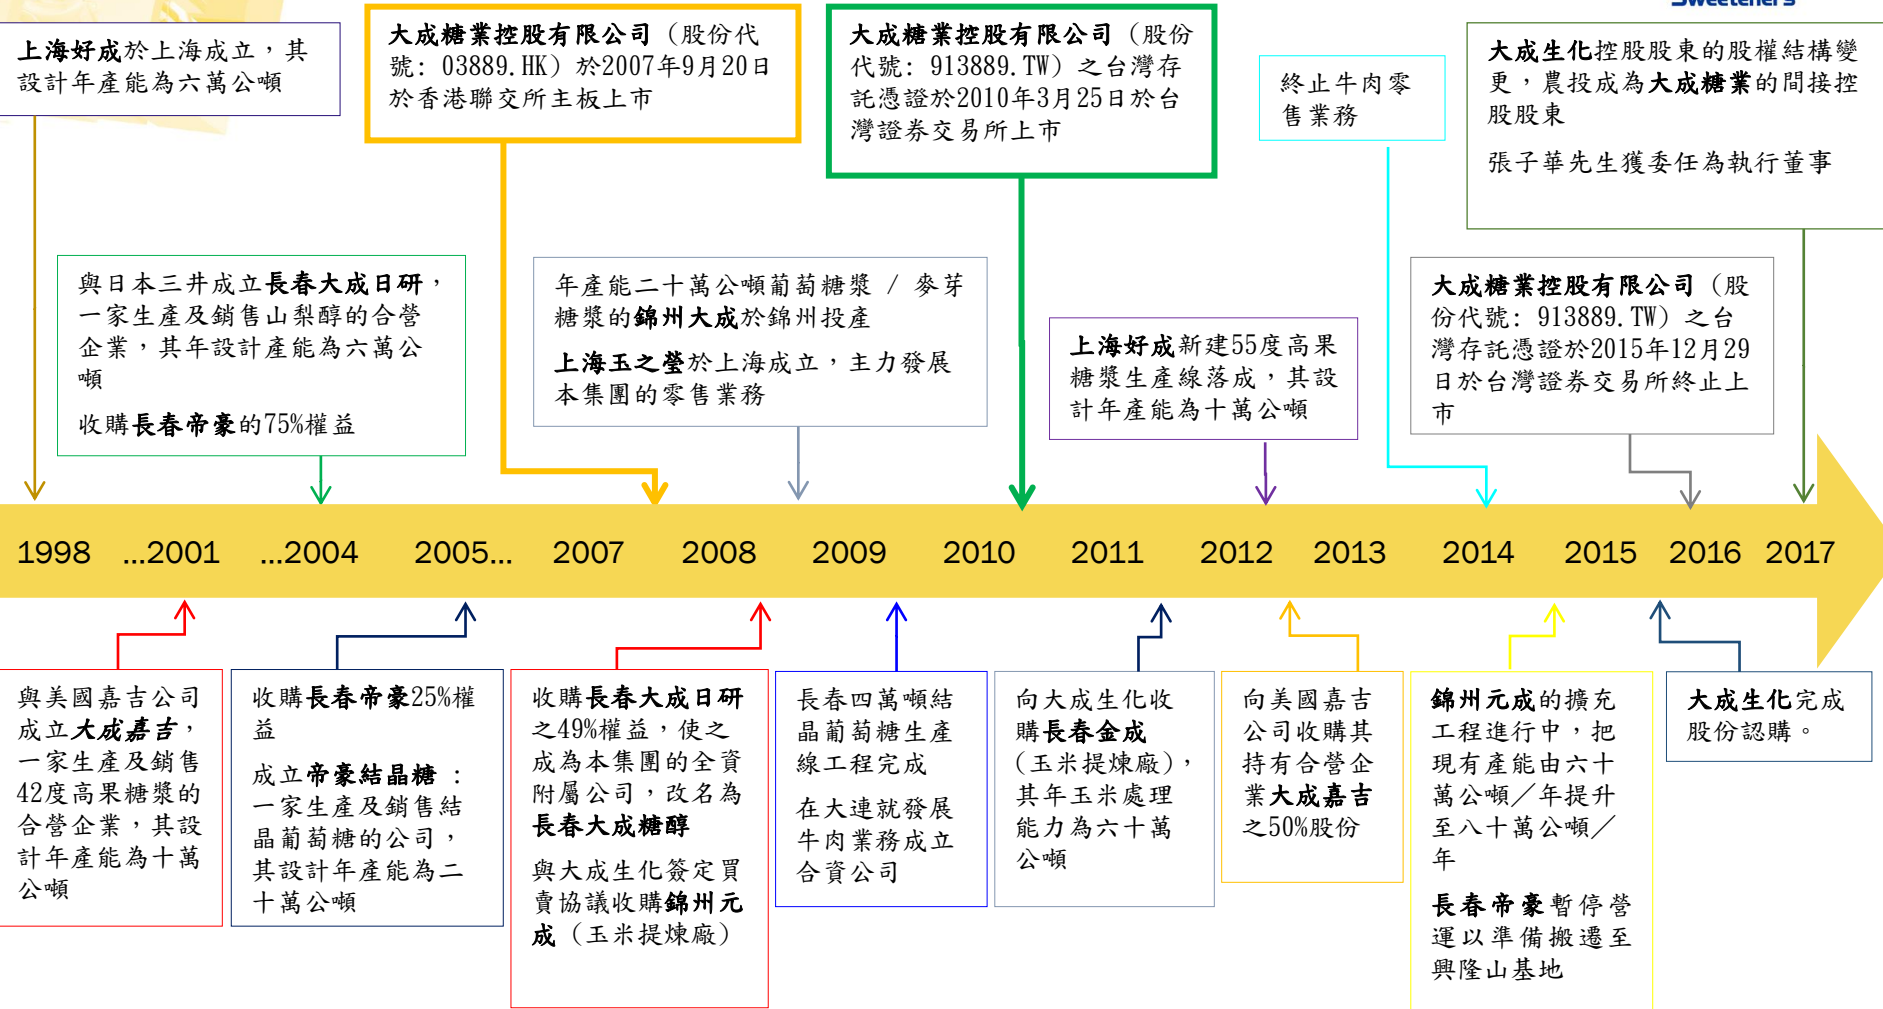 Sweeteners
上海好成於上海成立，其
設計年產能為六萬公噸
大成糖業控股有限公司（股份代
號：03889.HK）於2007年9月20日
於香港聯交所主板上市
大成糖業控股有限公司（股份
代號：913889.TW）之台灣存
託憑證於2010年3月25日於台
灣證券交易所上市
終止牛肉零
售業務
大成生化控股股東的股權結構變
更，農投成為大成糖業的間接控
股股東
張子華先生獲委任為執行董事
與日本三井成立長春大成日研，
一家生產及銷售山梨醇的合營
企業，其年設計產能為六萬公
噸
收購長春帝豪的75%權益
年產能二十萬公噸葡萄糖漿 / 麥芽
糖漿的錦州大成於錦州投產
上海玉之瑩於上海成立，主力發展
本集團的零售業務
上海好成新建55度高果
糖漿生產線落成，其設
計年產能為十萬公噸
大成糖業控股有限公司（股
份代號：913889.TW）之台
灣存託憑證於2015年12月29
日於台灣證券交易所終止上
市
1998 ...2001 ...2004 2005... 2007 2008 2009 2010 2011 2012 2013 2014 2015 2016 2017
與美國嘉吉公司
成立大成嘉吉，
一家生產及銷售
42度高果糖漿的
合營企業，其設
計年產能為十萬
公噸
收購長春帝豪25%權
益
成立帝豪結晶糖：
一家生產及銷售結
晶葡萄糖的公司，
其設計年產能為二
十萬公噸
收購長春大成日研
之49%權益，使之
成為本集團的全資
附屬公司，改名為
長春大成糖醇
與大成生化簽定買
賣協議收購錦州元
成（玉米提煉廠）
長春四萬噸結
晶葡萄糖生產
線工程完成
在大連就發展
牛肉業務成立
合資公司
向大成生化收
購長春金成
（玉米提煉廠），
其年玉米處理
能力為六十萬
公噸
向美國嘉吉
公司收購其
持有合營企
業大成嘉吉
之50%股份
錦州元成的擴充
工程進行中，把
現有產能由六十
萬公噸／年提升
至八十萬公噸／
年
長春帝豪暫停營
運以準備搬遷至
興隆山基地
大成生化完成
股份認購。